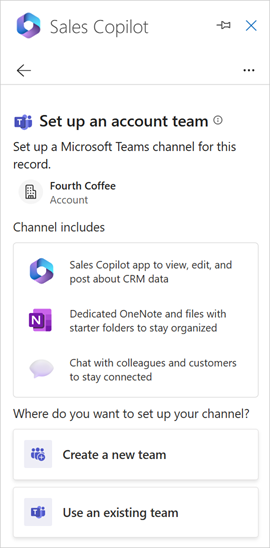 Sales Copilot
Set up an account team
Set up a Microsoft Teams channel for this
record.
Fourth Coffee
Account
Channel includes
Sales Copilot app to view, edit, and
post about CRM data
Dedicated OneNote and files with
starter folders to stay organized
Chat with colleagues and customers
to stay connected
Where do you want to set up your channel?
Create a new team
Use an existing team